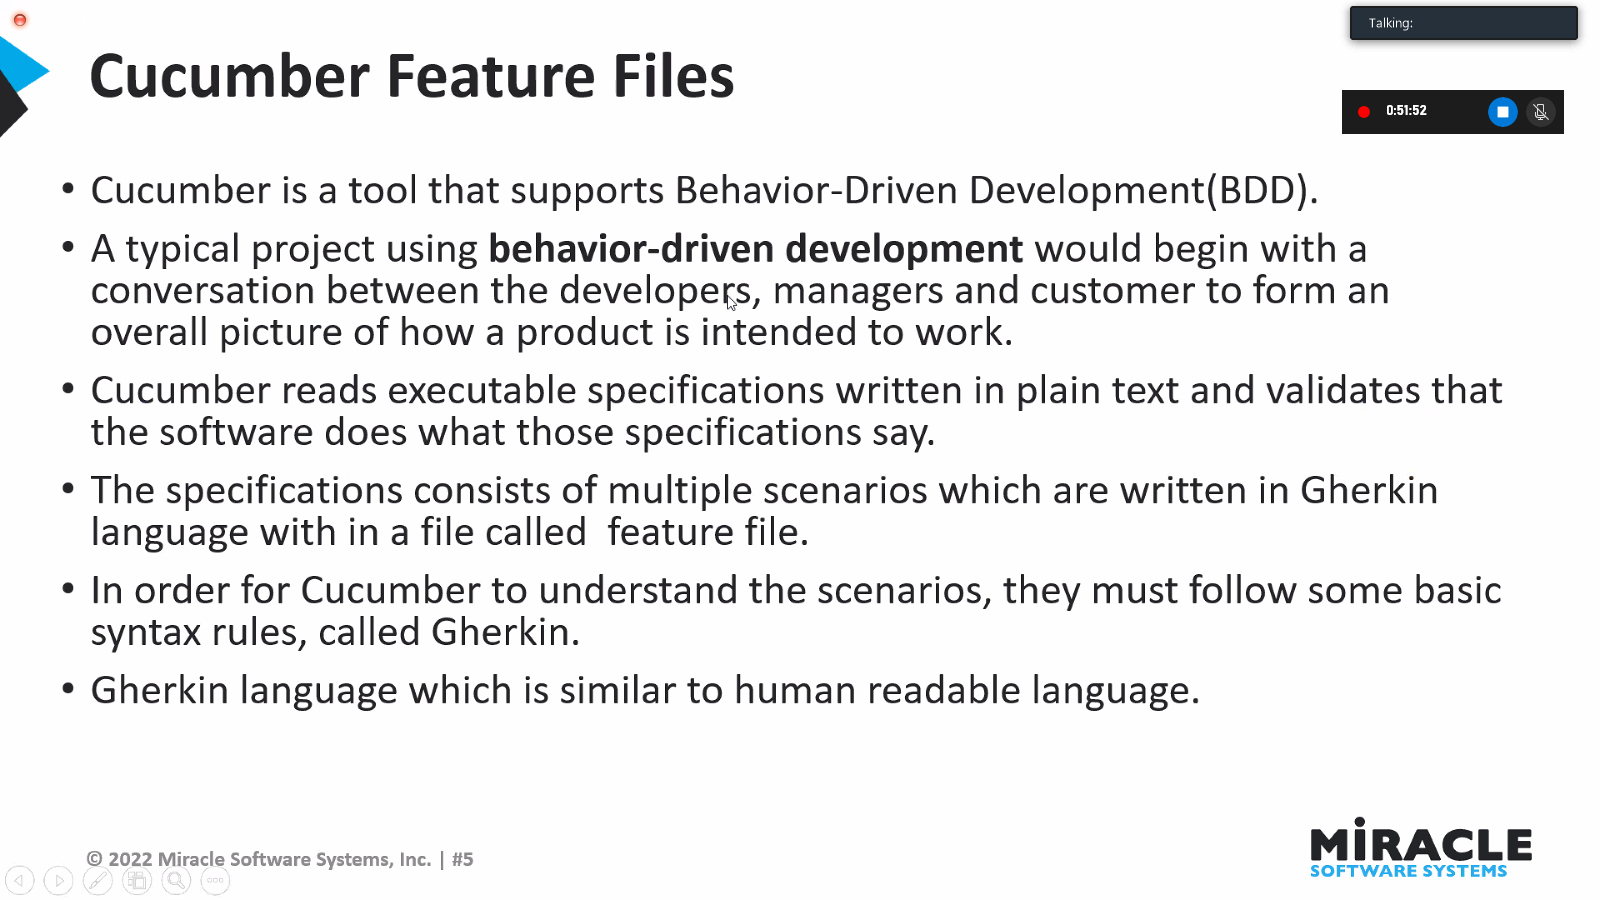 Talking:
Cucumber Feature Files
0:51:52
• Cucumber is a tool that supports Behavior-Driven Development(BDD).
• A typical project using behavior-driven development would begin with a
conversation between the developers, managers and customer to form an
overall picture of how a product is intended to work.
• Cucumber reads executable specifications written in plain text and validates that
the software does what those specifications say.
• The specifications consists of multiple scenarios which are written in Gherkin
language with in a file called  feature file.
• In order for Cucumber to understand the scenarios, they must follow some basic
syntax rules, called Gherkin.
• Gherkin language which is similar to human readable language.
© 2022 Miracle Software Systems, Inc. | #5
MiRACLE
SOFTWARE SYSTEMS